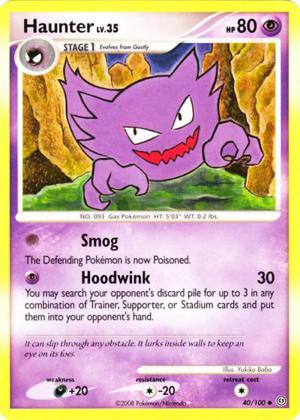 Haunter LV.35 HP 80
STAGE 1 Evolves from Gastly
NO. 093 Gas Pokémon HT: 5'03" WT: 0.2 lbs.
Smog
The Defending Pokémon is now Poisoned.
Hoodwink 30
You may search your opponent's discard pile for up to 3 in any
combination of Trainer, Supporter, or Stadium cards and put
them into his or her hand.
It can slip through any obstacle. It lurks inside walls to keep an
eye on its foes.
Illus. Yukiko Baba
weakness resistance retreat cost
+20 -20
©2008 Pokémon/Nintendo 40/100